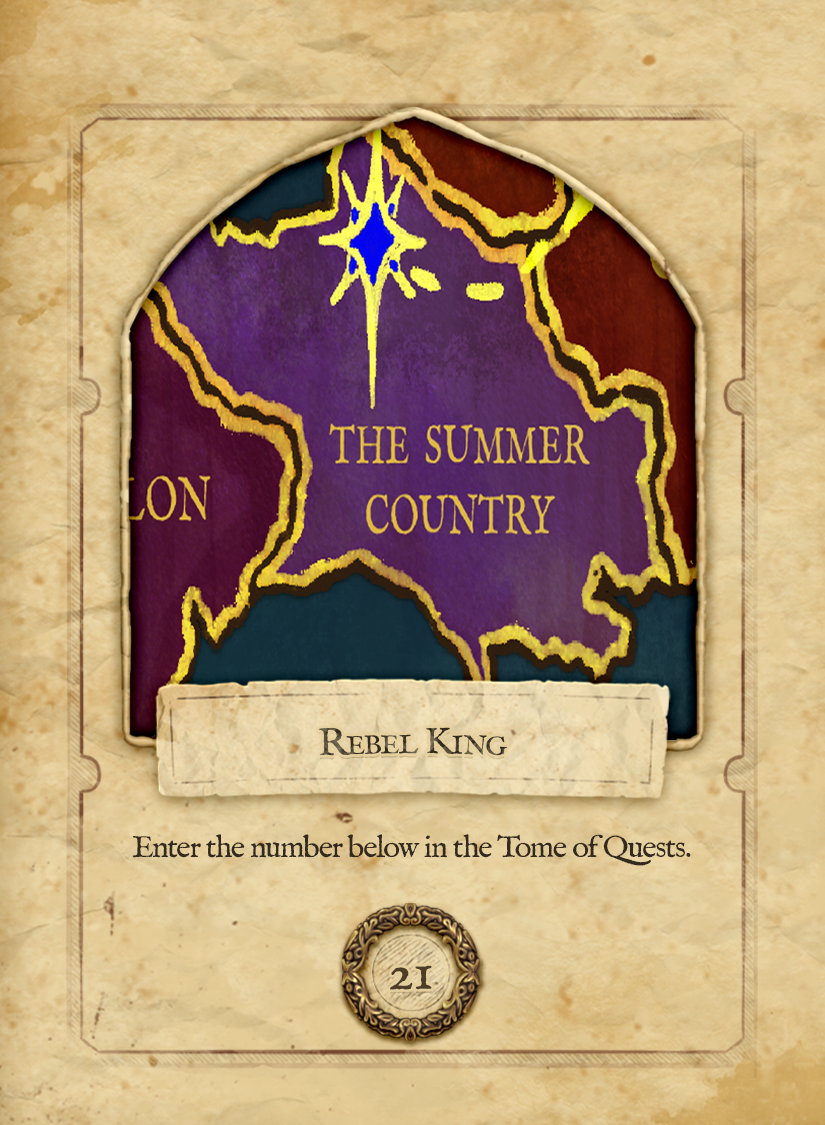 THE SUMMER
COUNTRY
LON
Rebel King
Enter the number below in the Tome of Quests.
21